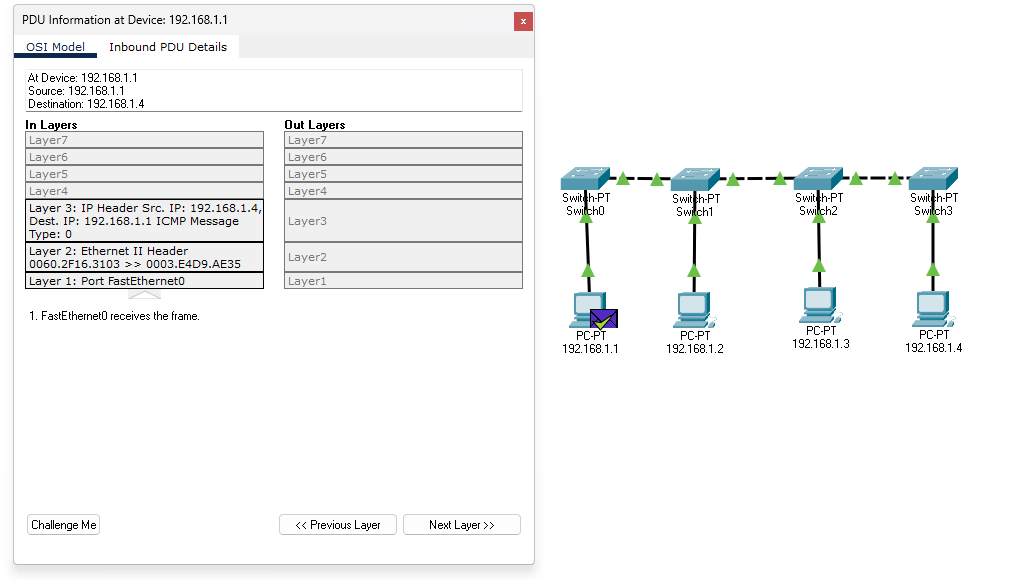 PDU Information at Device: 192.168.1.1
x
OSI Model
Inbound PDU Details
At Device: 192.168.1.1
Source: 192.168.1.1
Destination: 192.168.1.4
In Layers
Layer7
Layer6
Layer5
Layer4
Layer 3: IP Header Src. IP: 192.168.1.4,
Dest. IP: 192.168.1.1 ICMP Message
Type: 0
Layer 2: Ethernet II Header
0060.2F16.3103 >> 0003.E4D9.AE35
Layer 1: Port FastEthernet0
Out Layers
Layer7
Layer6
Layer5
Layer4
Layer3
Layer2
Layer1
1. FastEthernet0 receives the frame.
Challenge Me
<< Previous Layer
Next Layer >>
Switch-PT
Switch0
Switch-PT
Switch1
Switch-PT
Switch2
Switch-PT
Switch3
PC-PT
192.168.1.1
PC-PT
192.168.1.2
PC-PT
192.168.1.3
PC-PT
192.168.1.4